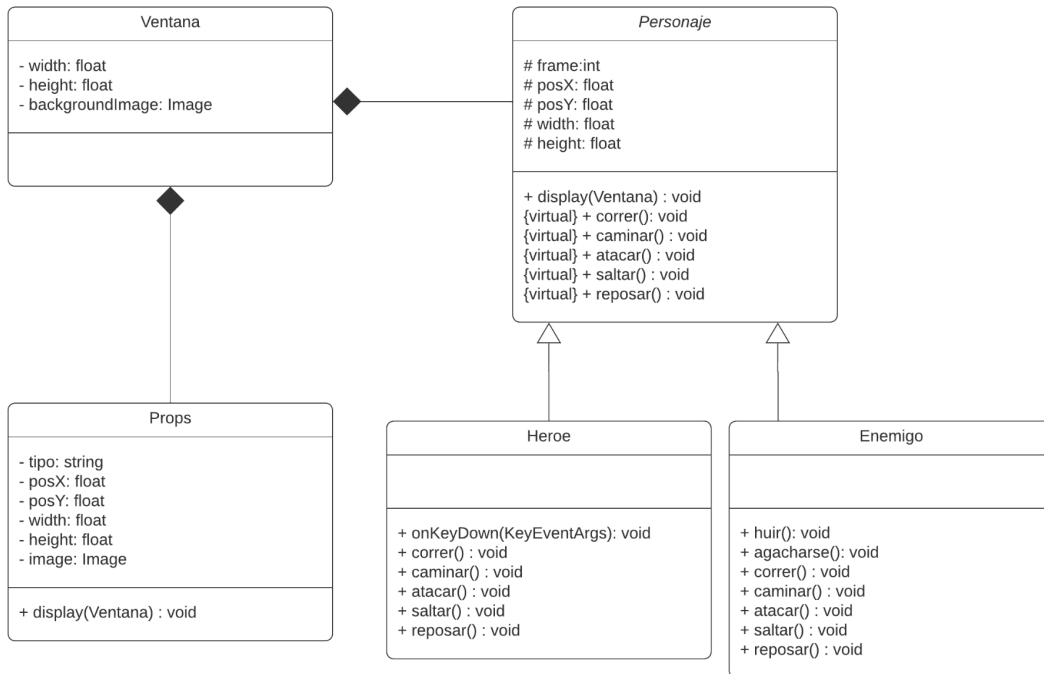 Ventana
- width: float
- height: float
- backgroundImage: Image
Personaje
# frame:int
# posX: float
# posY: float
# width: float
# height: float
+ display(Ventana) : void
{virtual} + correr(): void
{virtual} + caminar() : void
{virtual} + atacar() : void
{virtual} + saltar() : void
{virtual} + reposar() : void
Props
- tipo: string
- posX: float
- posY: float
- width: float
- height: float
- image: Image
+ display(Ventana) : void
Heroe
+ onKeyDown(KeyEventArgs): void
+ correr() : void
+ caminar() : void
+ atacar() : void
+ saltar() : void
+ reposar() : void
Enemigo
+ huir(): void
+ agacharse(): void
+ correr() : void
+ caminar() : void
+ atacar() : void
+ saltar() : void
+ reposar() : void